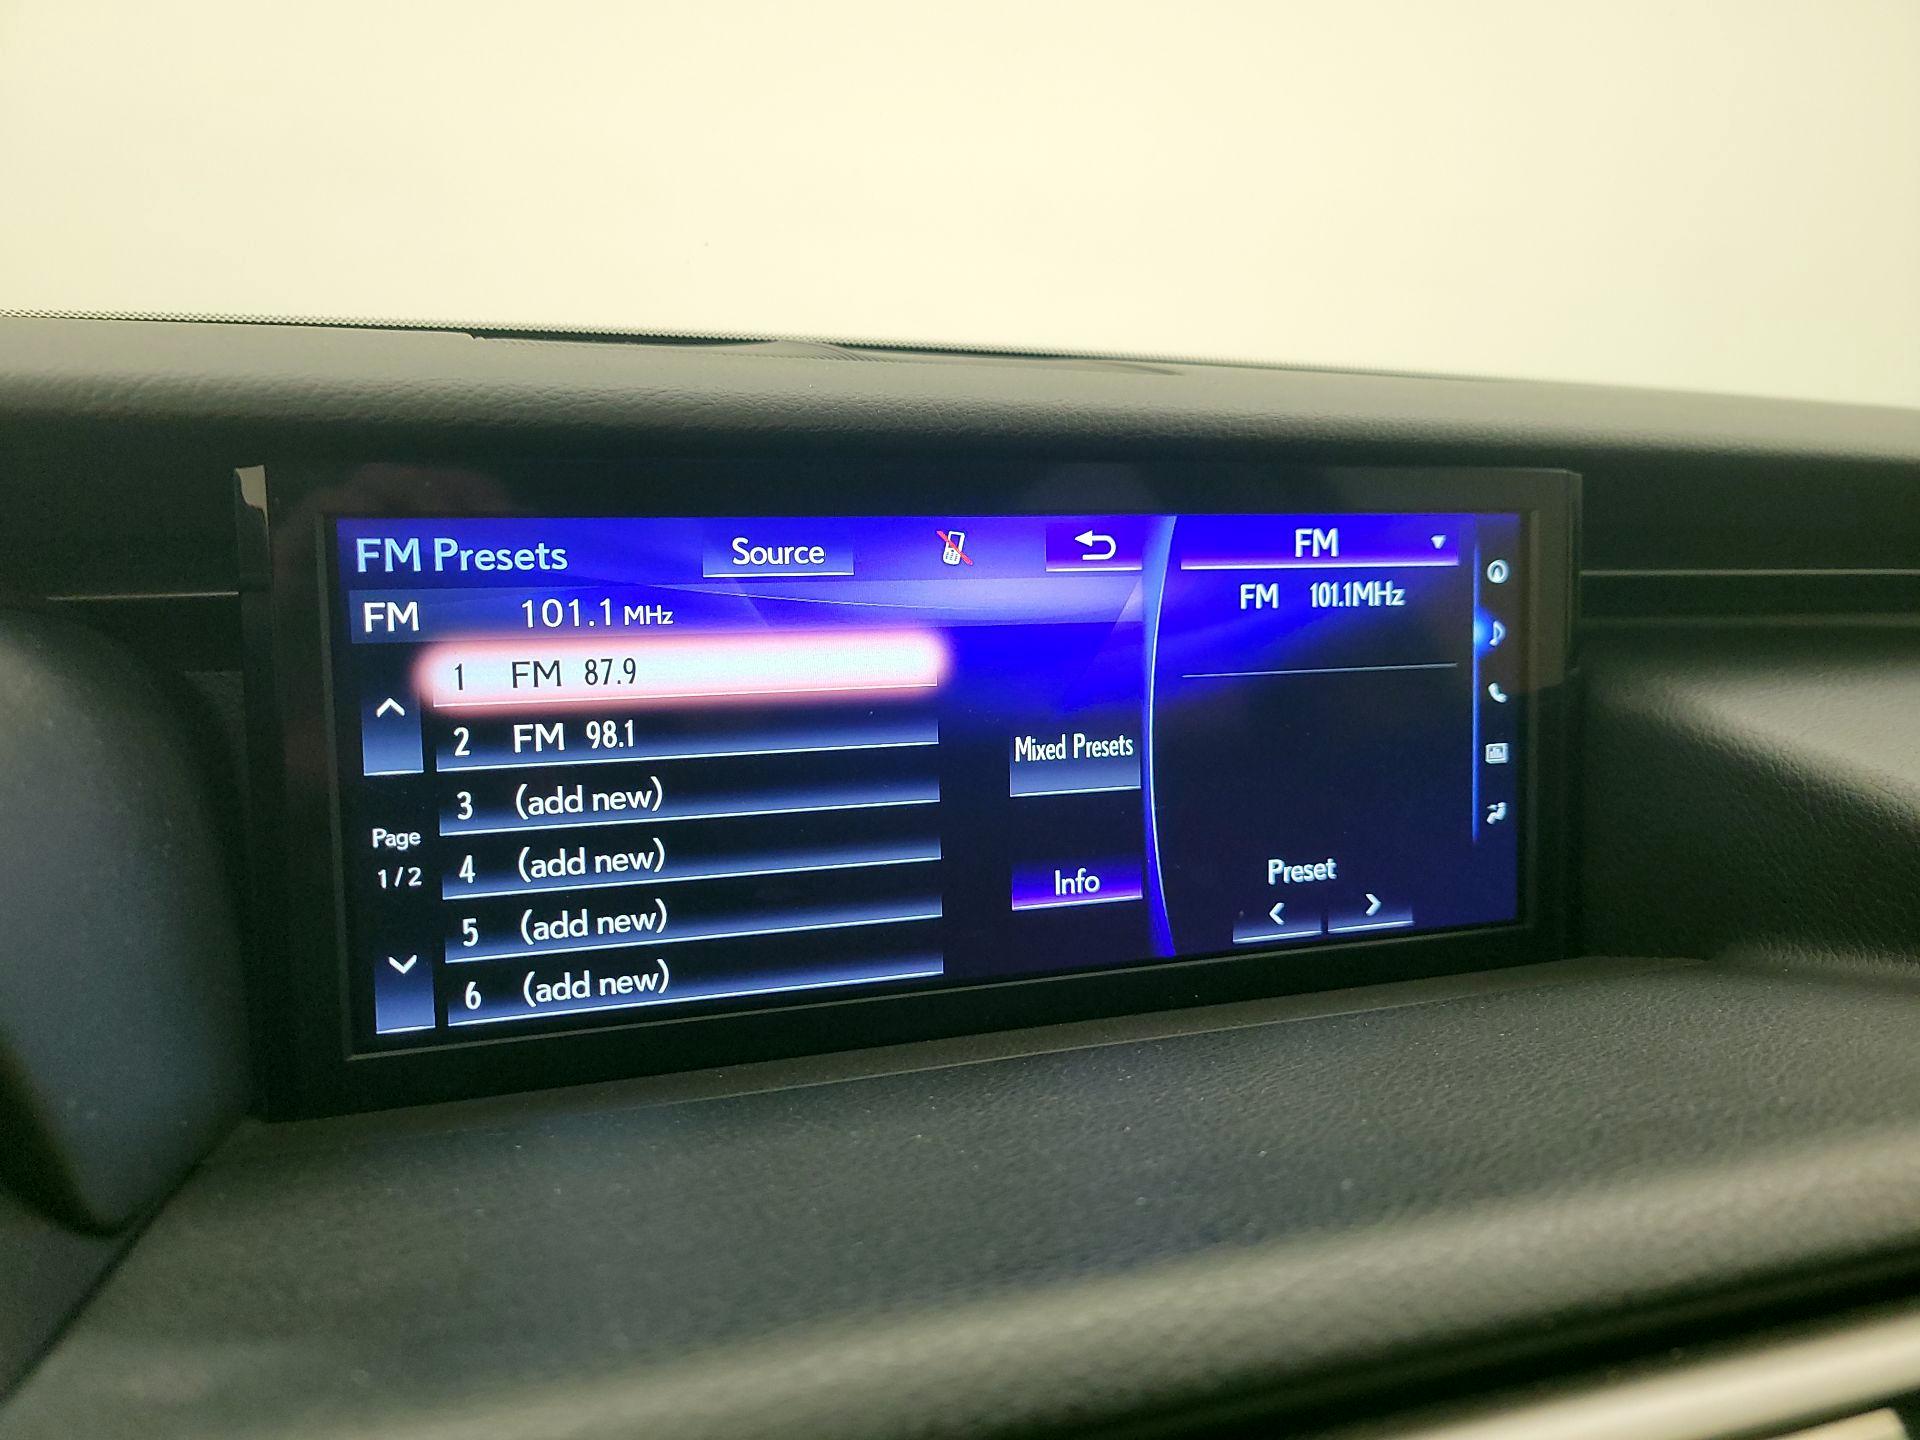 FM Presets
Source
FM 101.1 MHz
1 FM 87.9
2 FM 98.1
3 (add new)
4 (add new)
5 (add new)
6 (add new)
Page
1/2
Mixed Presets
Info
FM
FM 101.1MHz
Preset